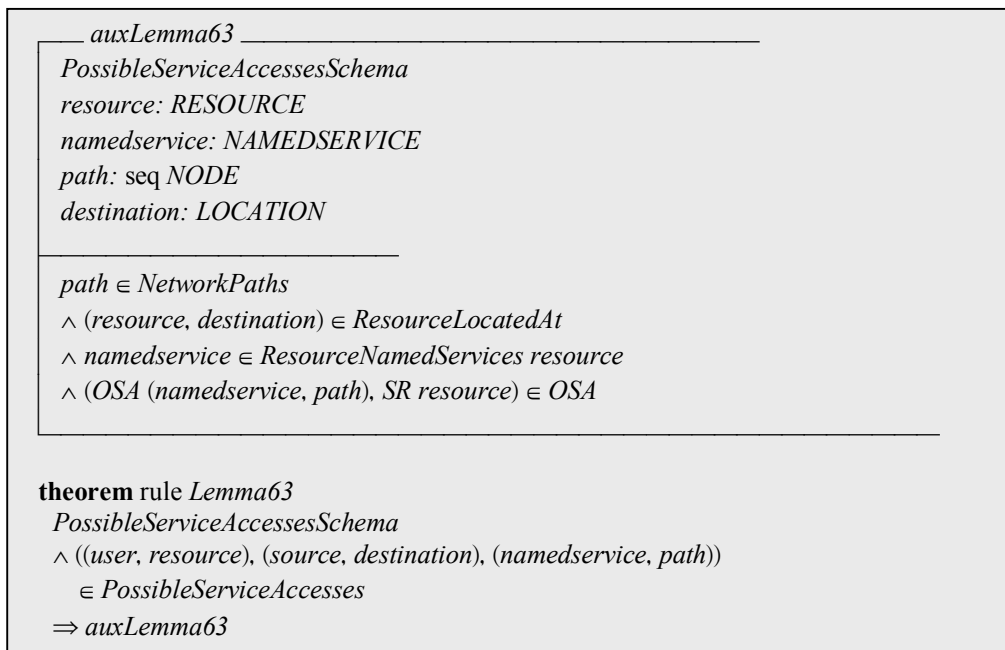 auxLemma63
PossibleServiceAccessesSchema
resource: RESOURCE
namedservice: NAMEDSERVICE
path: seq NODE
destination: LOCATION
path ∈ NetworkPaths
∧ (resource, destination) ∈ ResourceLocatedAt
∧ namedservice ∈ ResourceNamedServices resource
∧ (OSA (namedservice, path), SR resource) ∈ OSA
theorem rule Lemma63
PossibleServiceAccessesSchema
∧ ((user, resource), (source, destination), (namedservice, path))
∈ PossibleServiceAccesses
⇒ auxLemma63